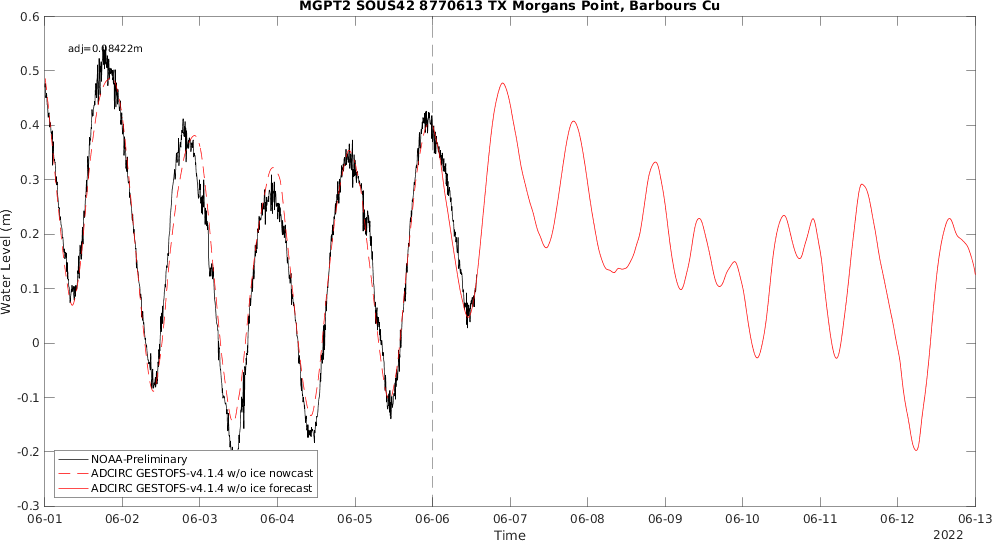 MGPT2 SOUS42 8770613 TX Morgans Point, Barbours Cu
adj=0.08422m
Water Level (m)
0.6
0.5
0.4
0.3
0.2
0.1
0
-0.1
-0.2
-0.3
NOAA-Preliminary
ADCIRC GESTOFS-v4.1.4 w/o ice nowcast
ADCIRC GESTOFS-v4.1.4 w/o ice forecast
06-01 06-02 06-03 06-04 06-05 06-06 06-07 06-08 06-09 06-10 06-11 06-12 06-13
Time
2022